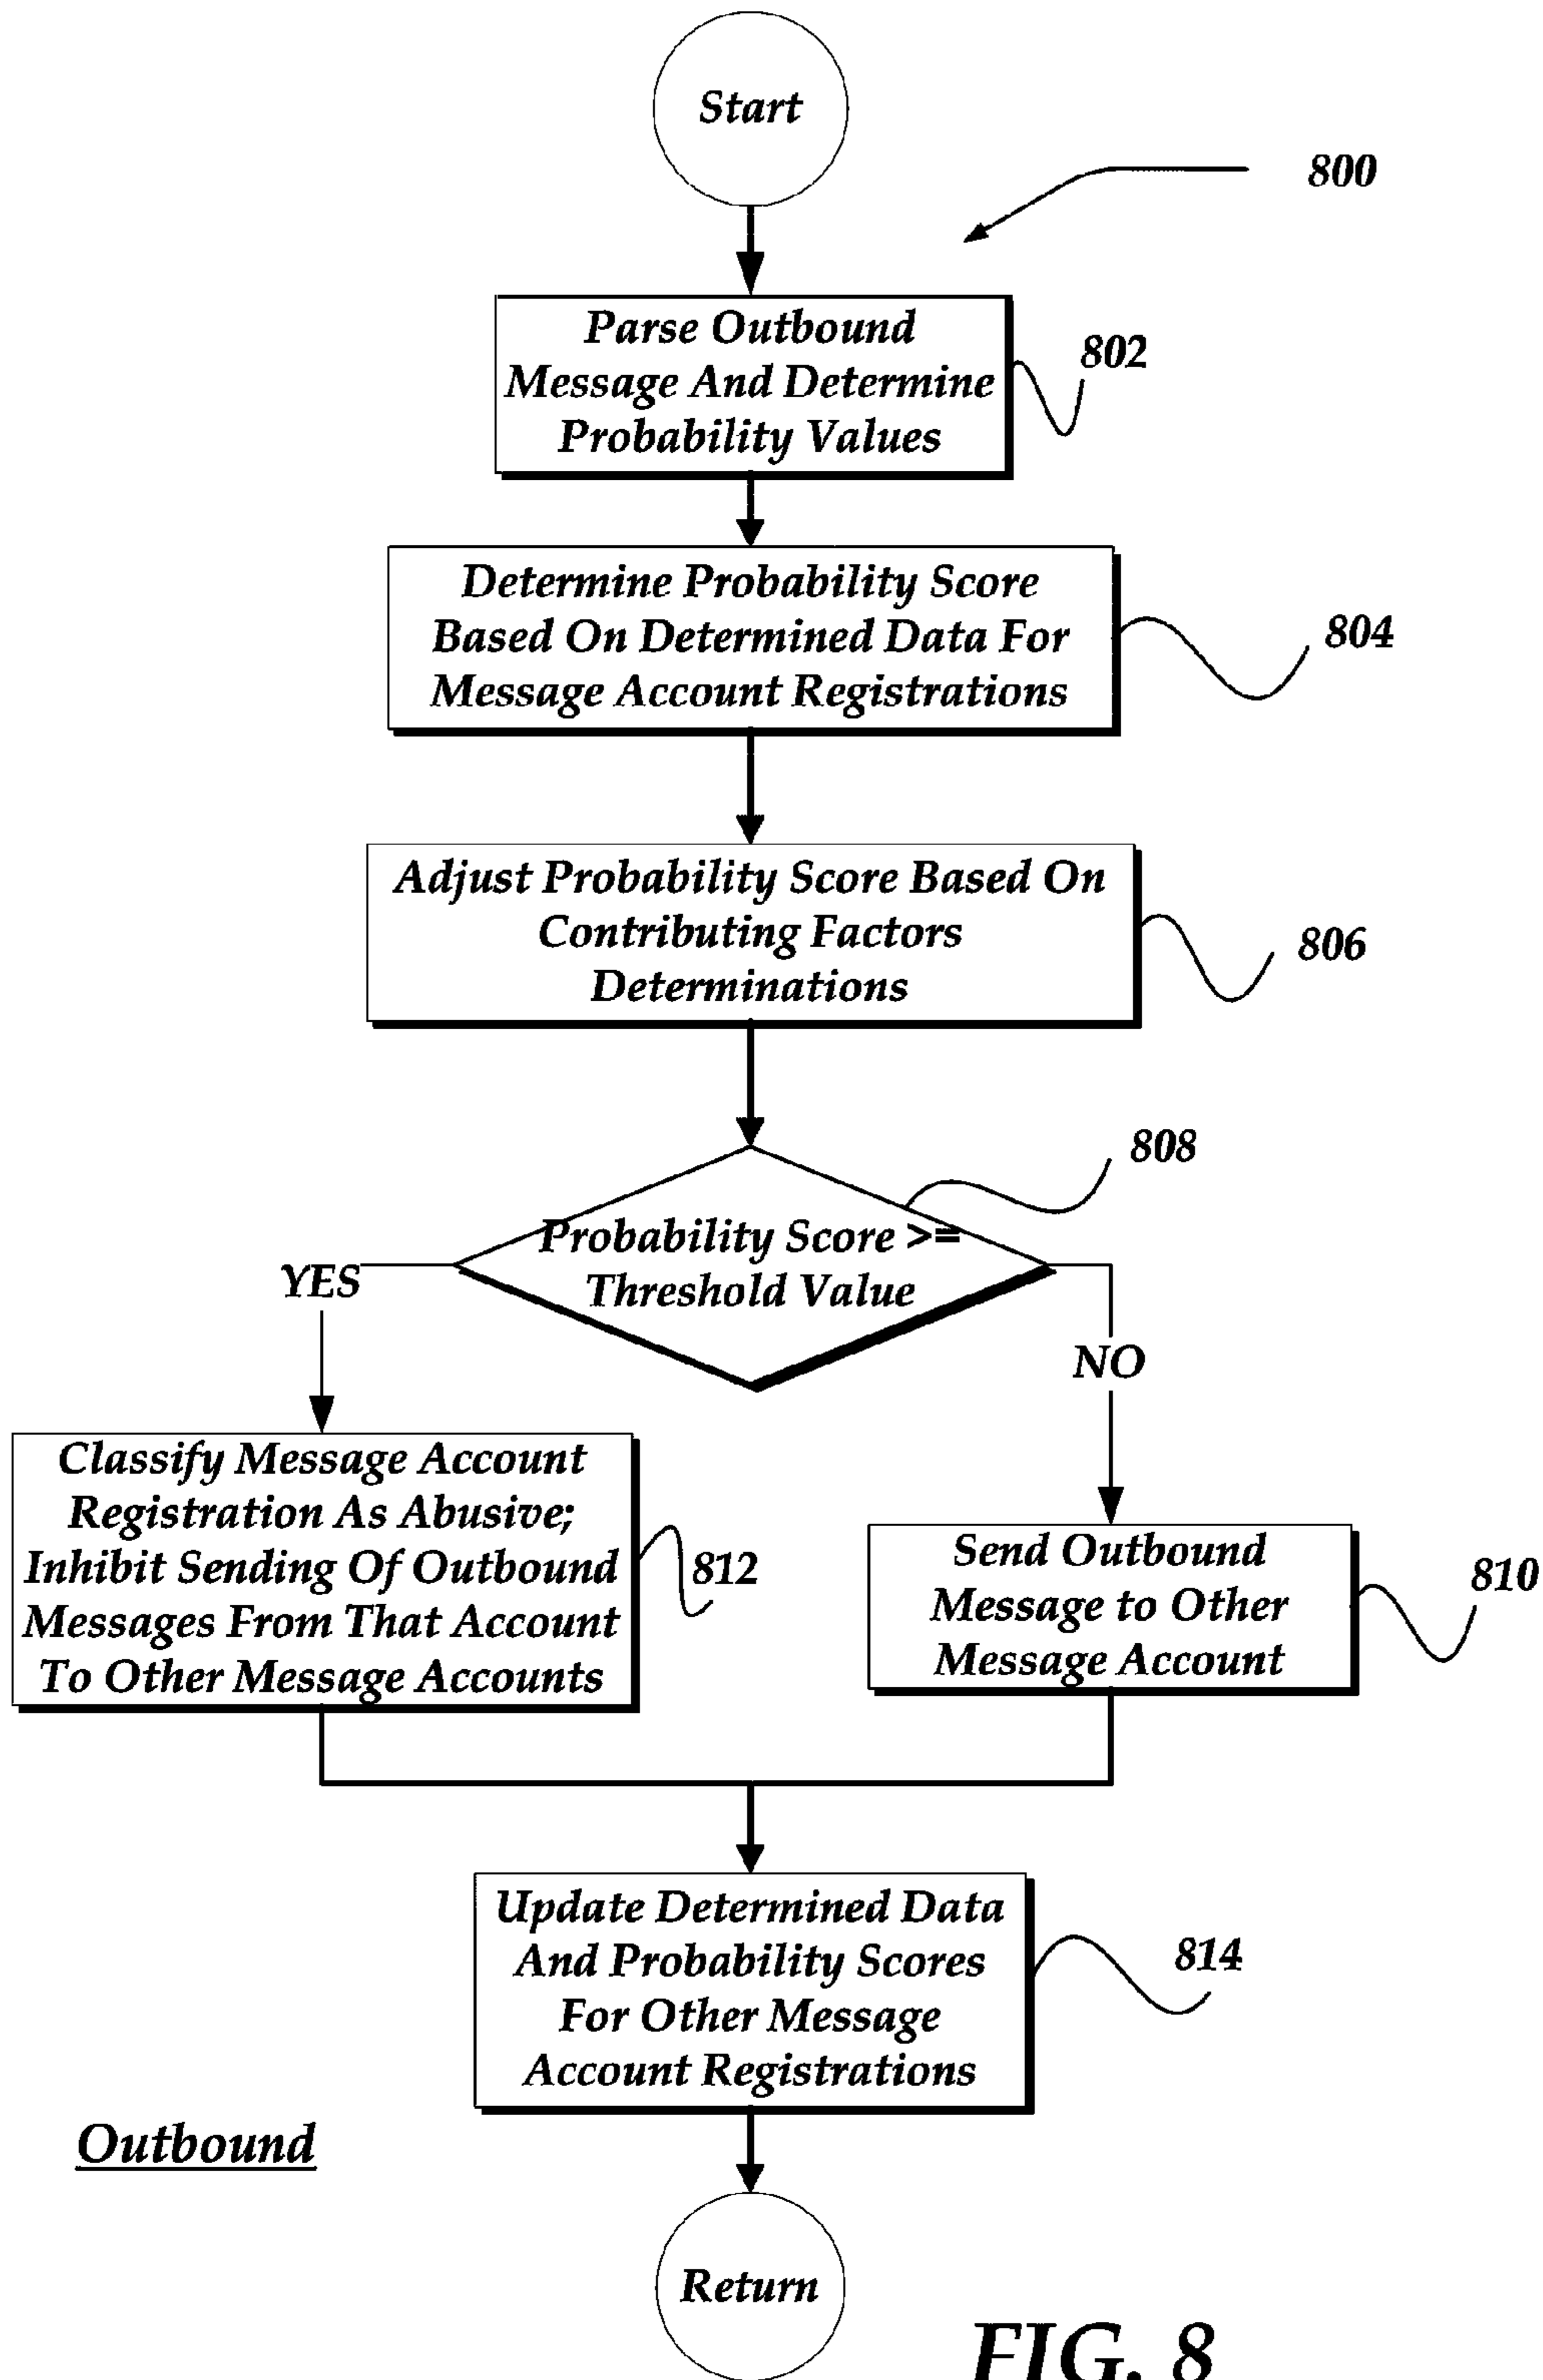 Start
800
Parse Outbound
Message And Determine
Probability Values
802
Determine Probability Score
Based On Determined Data For
Message Account Registrations
804
Adjust Probability Score Based On
Contributing Factors
Determinations
806
808
Probability Score >=
Threshold Value
YES
NO
Classify Message Account
Registration As Abusive;
Inhibit Sending Of Outbound
Messages From That Account
To Other Message Accounts
812
Send Outbound
Message to Other
Message Account
810
Update Determined Data
And Probability Scores
For Other Message
Account Registrations
814
Outbound
Return
FIG. 8